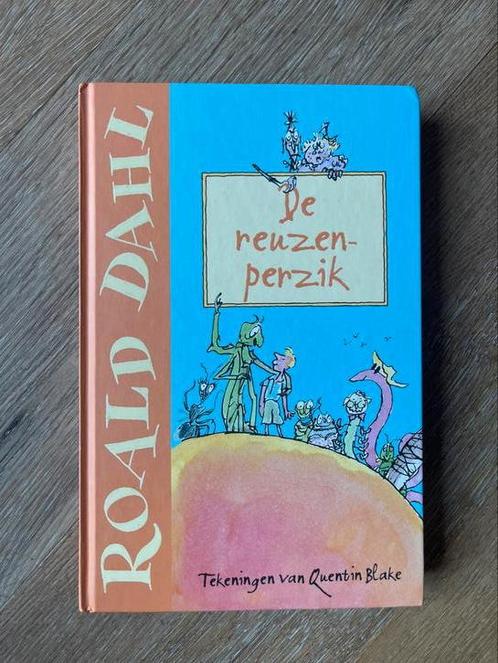 ROALD DAHL
De
reuzen-
perzik
Tekeningen van Quentin Blake